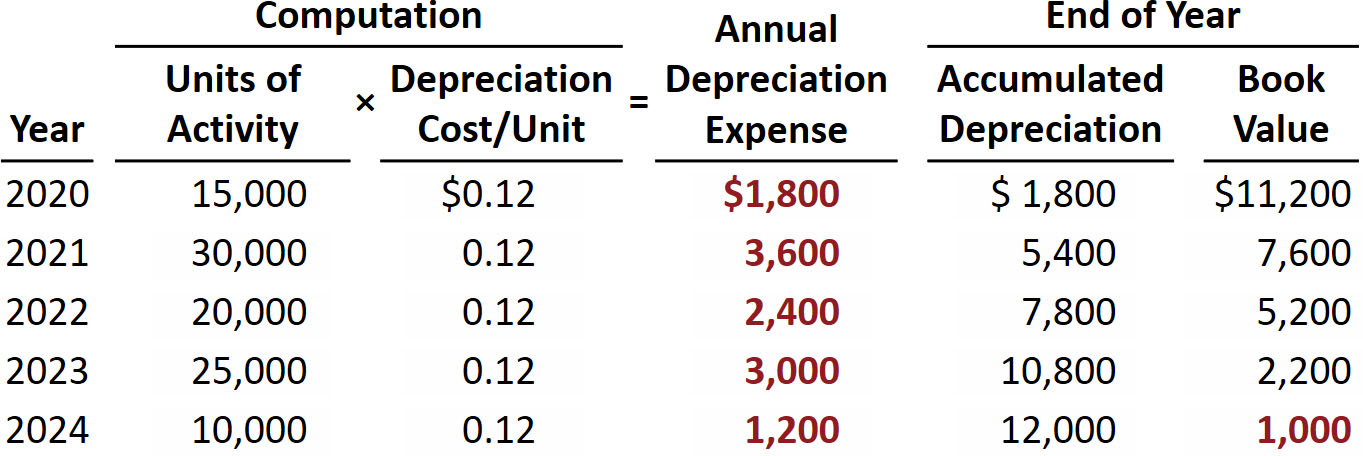 Computation Annual End of Year
Units of × Depreciation = Depreciation Accumulated Book
Year Activity Cost/Unit Expense Depreciation Value
2020 15,000 $0.12 $1,800 $ 1,800 $11,200
2021 30,000 0.12 3,600 5,400 7,600
2022 20,000 0.12 2,400 7,800 5,200
2023 25,000 0.12 3,000 10,800 2,200
2024 10,000 0.12 1,200 12,000 1,000